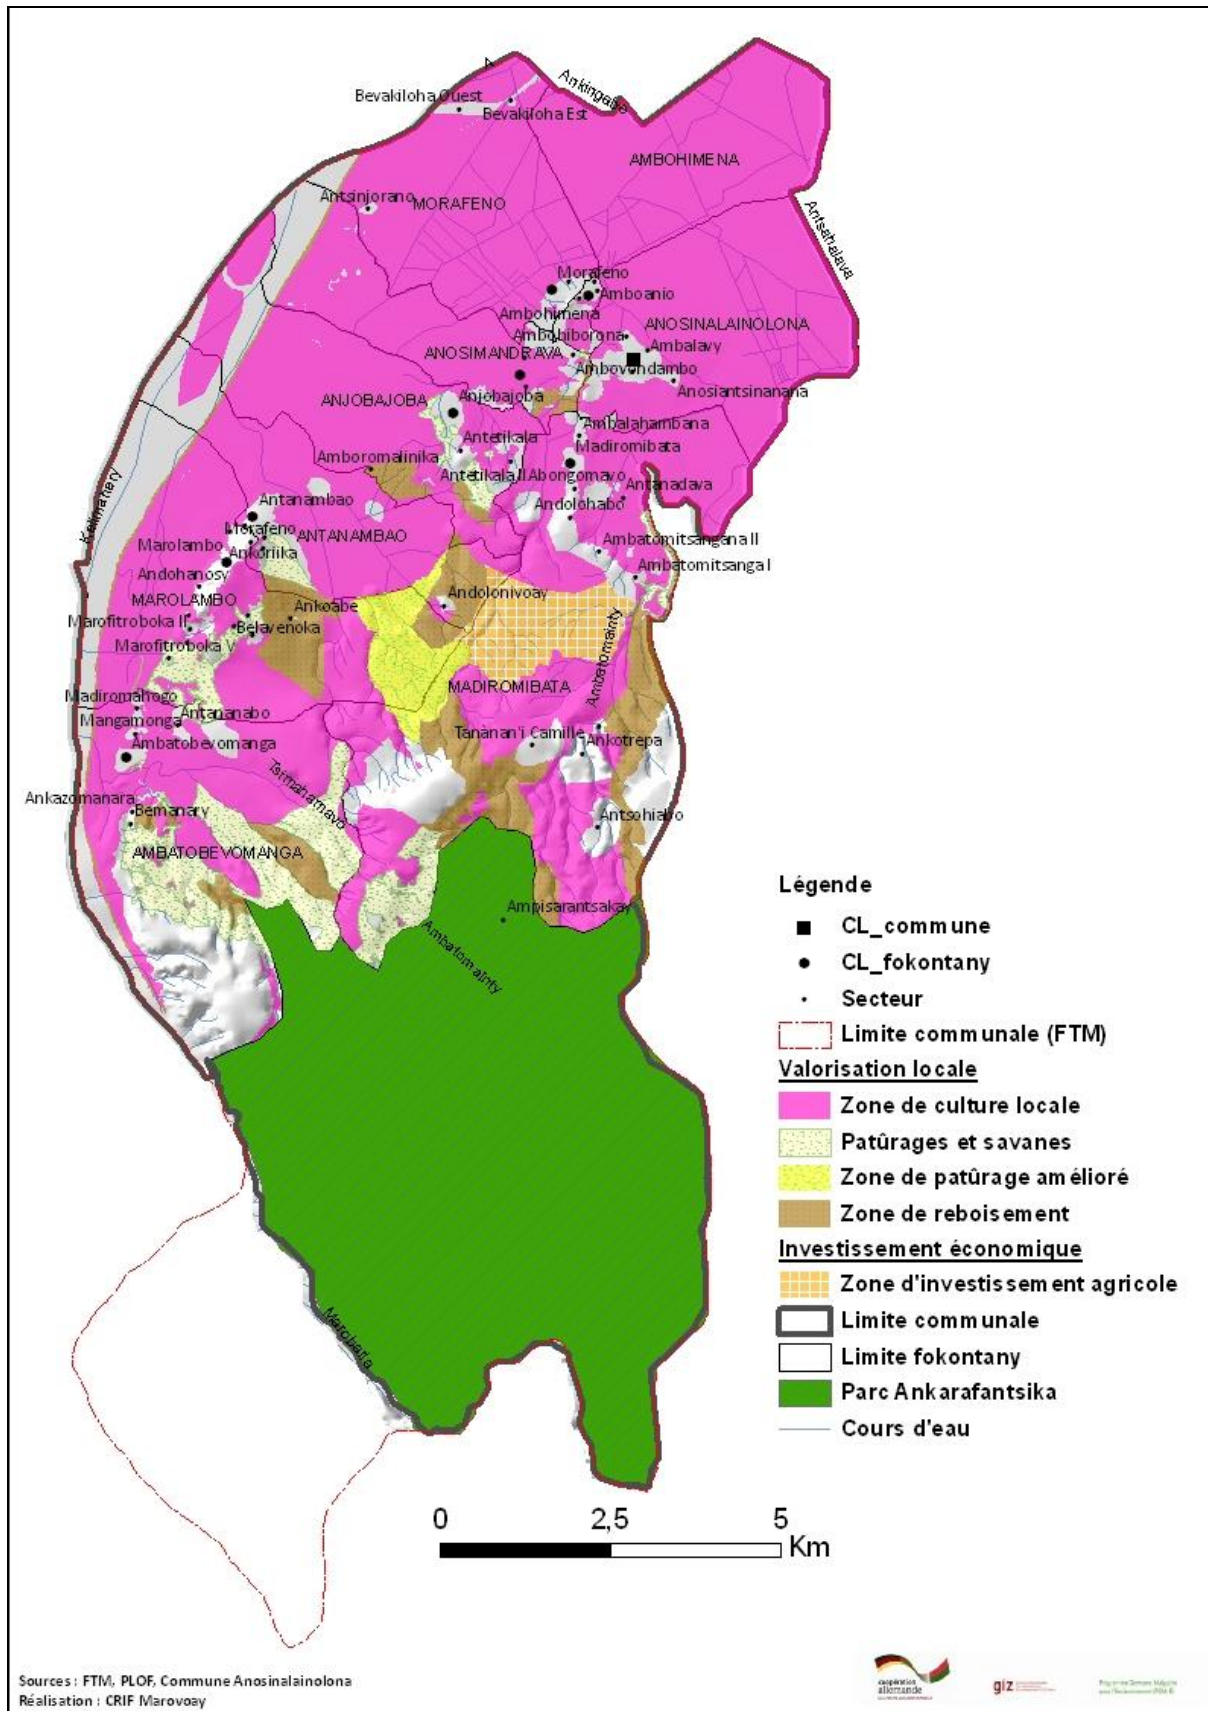 Ankingabe
Bevakiloha Ouest
Bevakiloha Est
AMBOHIMENA
Antsinjorano
MORAFENO
Antsahalava
Morafeno
Amboanio
Ambohimena
ANOSINALAINOLONA
Ambohiborona
Ambalavy
ANOSIMANDRAVA
Ambovondambo
Anosiantsinanana
ANJOBAJOBA
Anjobajoba
Ambalahambana
Antetikala
Madiromibata
Amboromalinika
Antetikala II
Abongomavo
Antanadava
Kelimahery
Antanambao
Andolohabo
Morafeno
ANTANAMBAO
Marolambo
Ankoriika
Ambatomitsangana II
Andohanosy
Ambatomitsanga I
MAROLAMBO
Ankoabe
Andolonivoay
Marofitroboka II
Belavenoka
Marofitroboka V
Ambatomainty
MADIROMIBATA
Madiromahogo
Antananabo
Mangamonga
Tanànan'i Camille
Ankotrepa
Ambatobevomanga
Tsimahamavo
Ankazomanara
Bemanary
Antsohiabo
AMBATOBEVOMANGA
Ampisarantsakay
Ambatomainty
Marobaria
Légende
CL_commune
CL_fokontany
Secteur
Limite communale (FTM)
Valorisation locale
Zone de culture locale
Patûrages et savanes
Zone de patûrage amélioré
Zone de reboisement
Investissement économique
Zone d'investissement agricole
Limite communale
Limite fokontany
Parc Ankarafantsika
Cours d'eau
0 2,5 5
Km
Sources : FTM, PLOF, Commune Anosinalainolona
Réalisation : CRIF Marovoay
coopération
allemande
giz